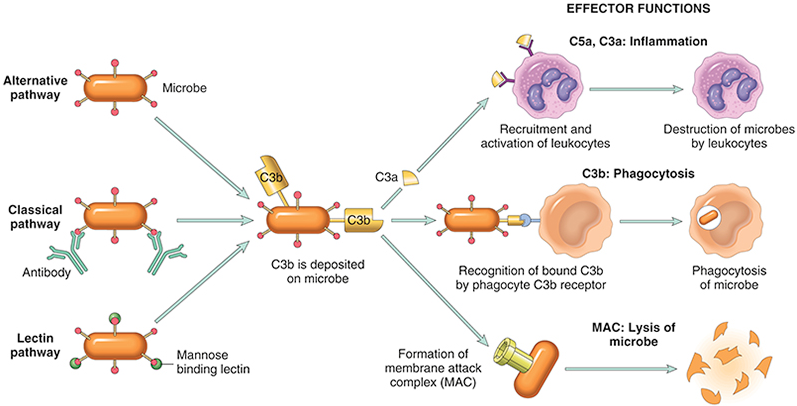 EFFECTOR FUNCTIONS
C5a, C3a: Inflammation
Alternative
pathway
Microbe
Recruitment and
activation of leukocytes
Destruction of microbes
by leukocytes
C3b
C3a
C3b: Phagocytosis
Classical
pathway
C3b
Antibody
C3b is deposited
on microbe
Recognition of bound C3b
by phagocyte C3b receptor
Phagocytosis
of microbe
Lectin
pathway
Mannose
binding lectin
Formation of
membrane attack
complex (MAC)
MAC: Lysis of
microbe